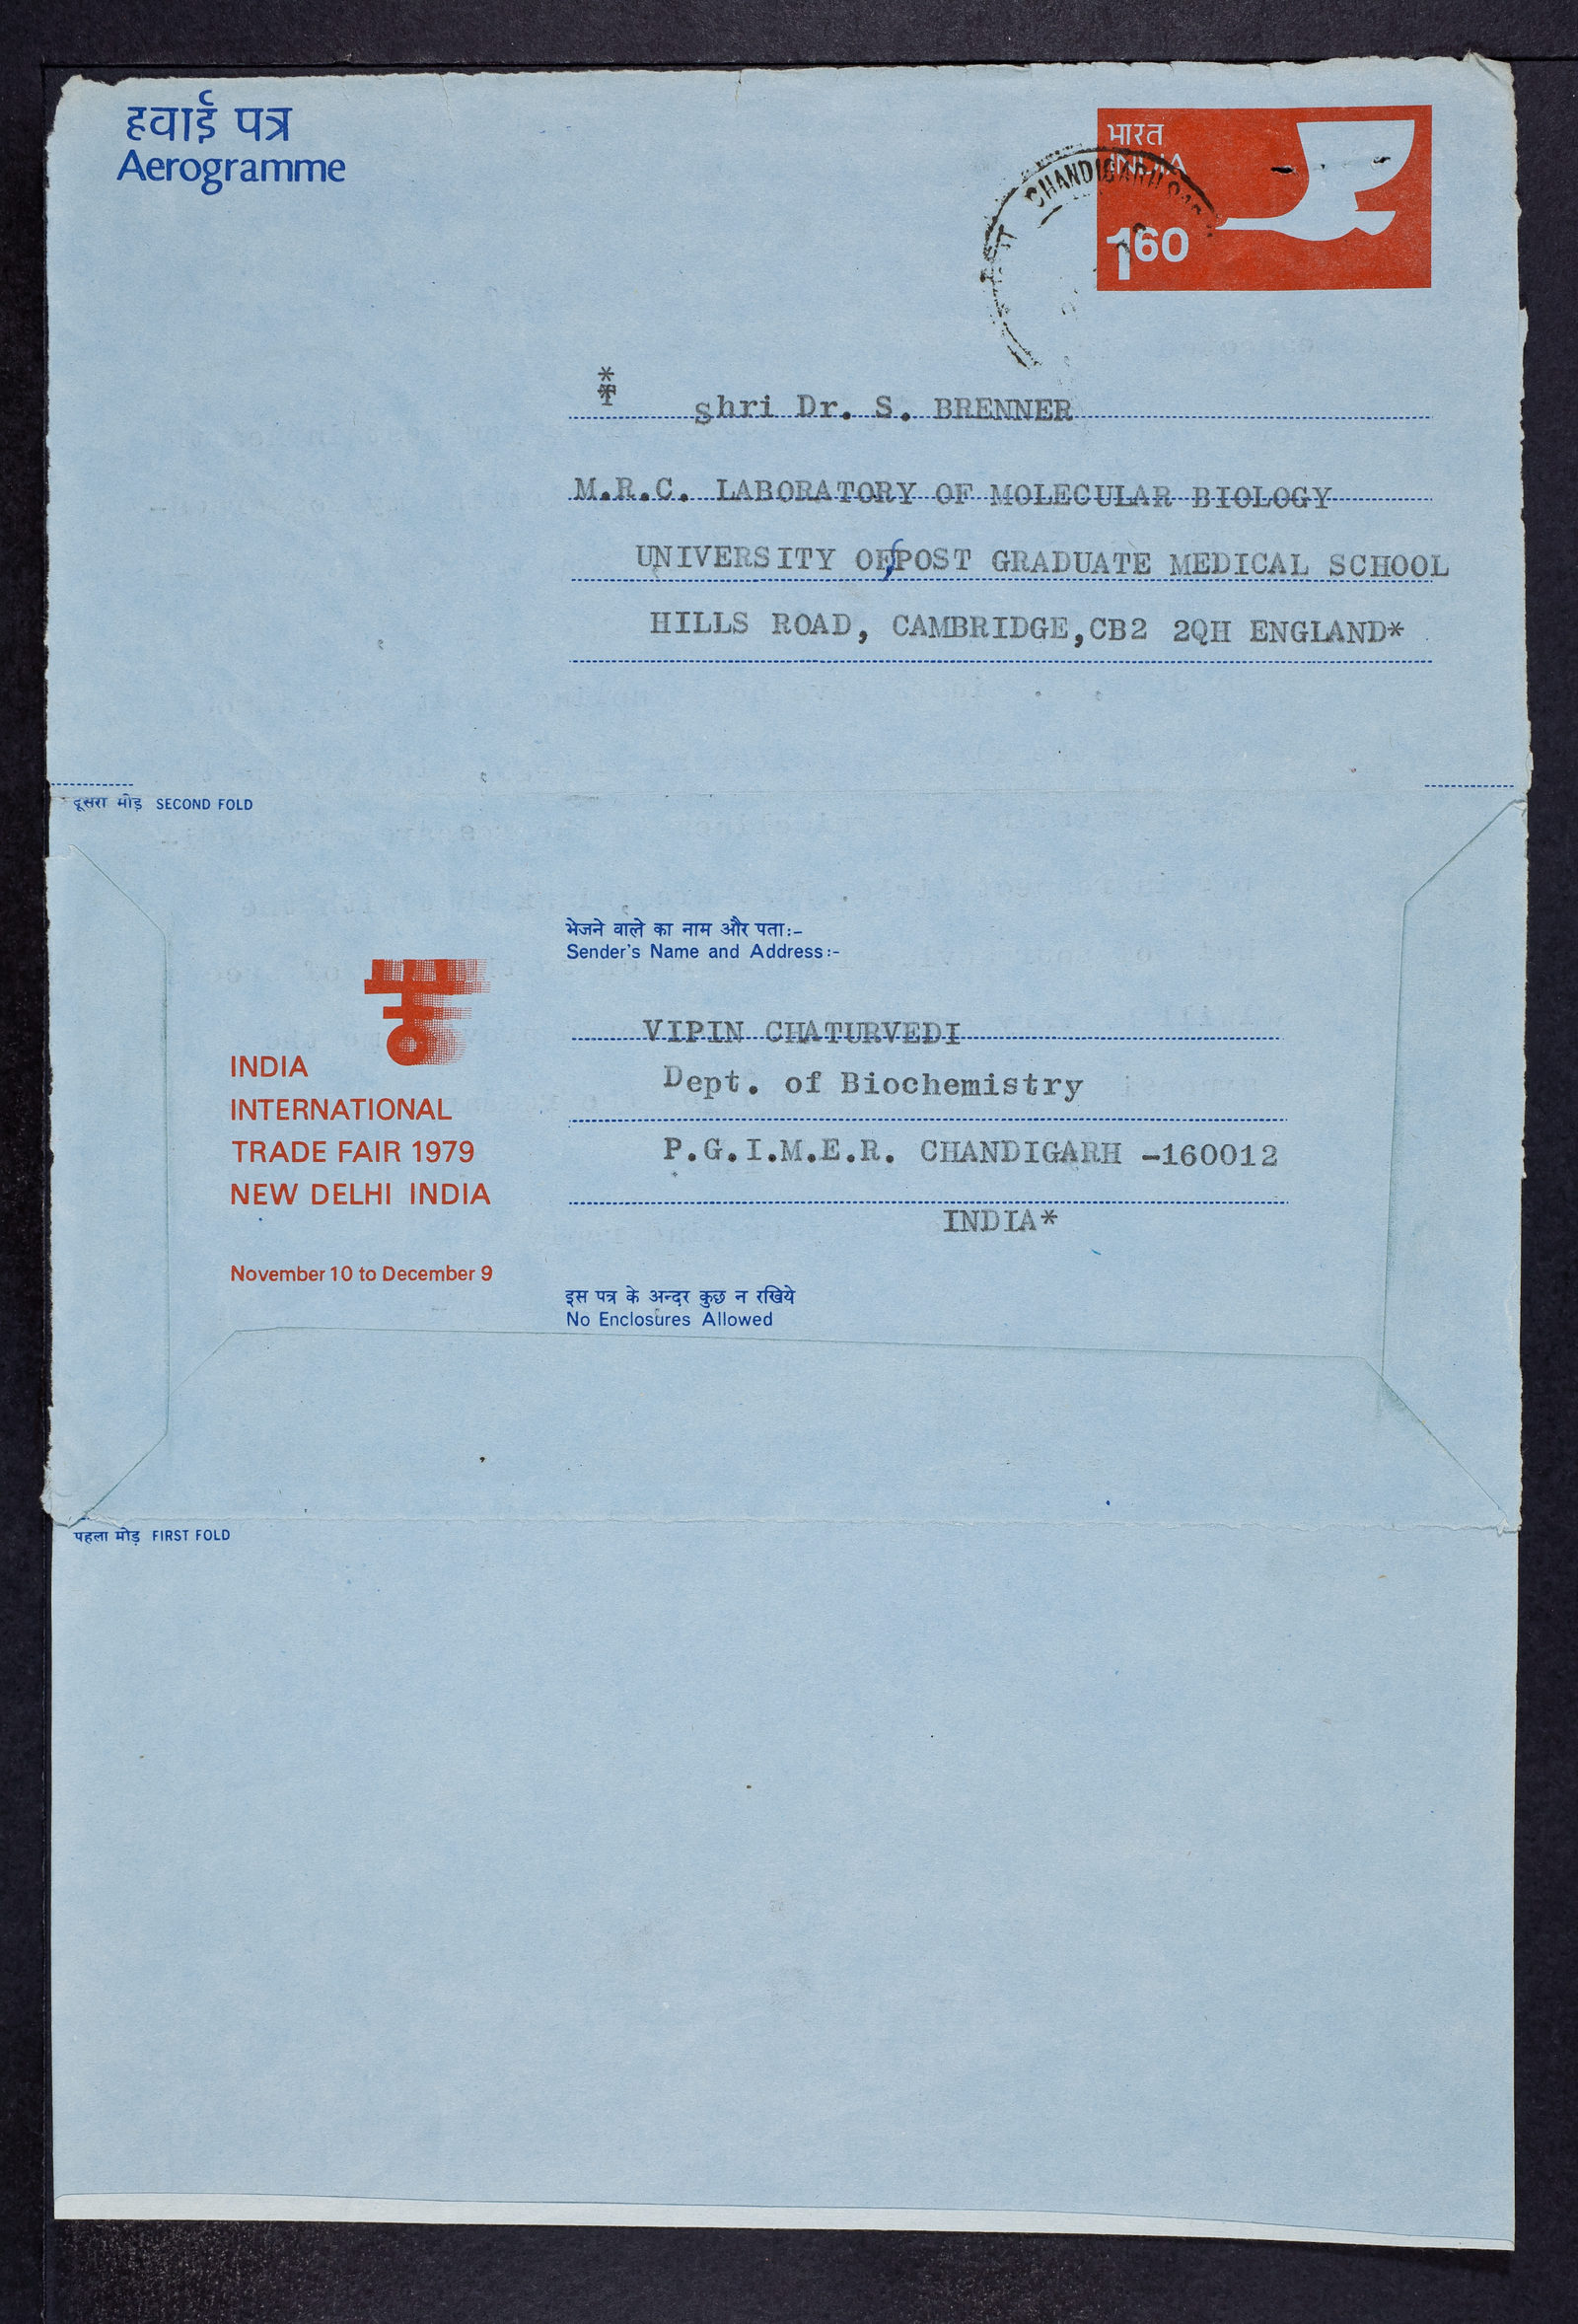 हवाई पत्र
Aerogramme
भारत
INDIA
160
CHANDIGARH
Shri Dr. S. BRENNER
M.R.C. LABORATORY OF MOLECULAR BIOLOGY
UNIVERSITY OF,POST GRADUATE MEDICAL SCHOOL
HILLS ROAD, CAMBRIDGE,CB2 2QH ENGLAND*
दूसरा मोड़ SECOND FOLD
भेजने वाले का नाम और पता:-
Sender's Name and Address:-
VIPIN CHATURVEDI
Dept. of Biochemistry
P.G.I.M.E.R. CHANDIGARH -160012
INDIA*
INDIA
INTERNATIONAL
TRADE FAIR 1979
NEW DELHI INDIA
November 10 to December 9
इस पत्र के अन्दर कुछ न रखिये
No Enclosures Allowed
पहला मोड़ FIRST FOLD